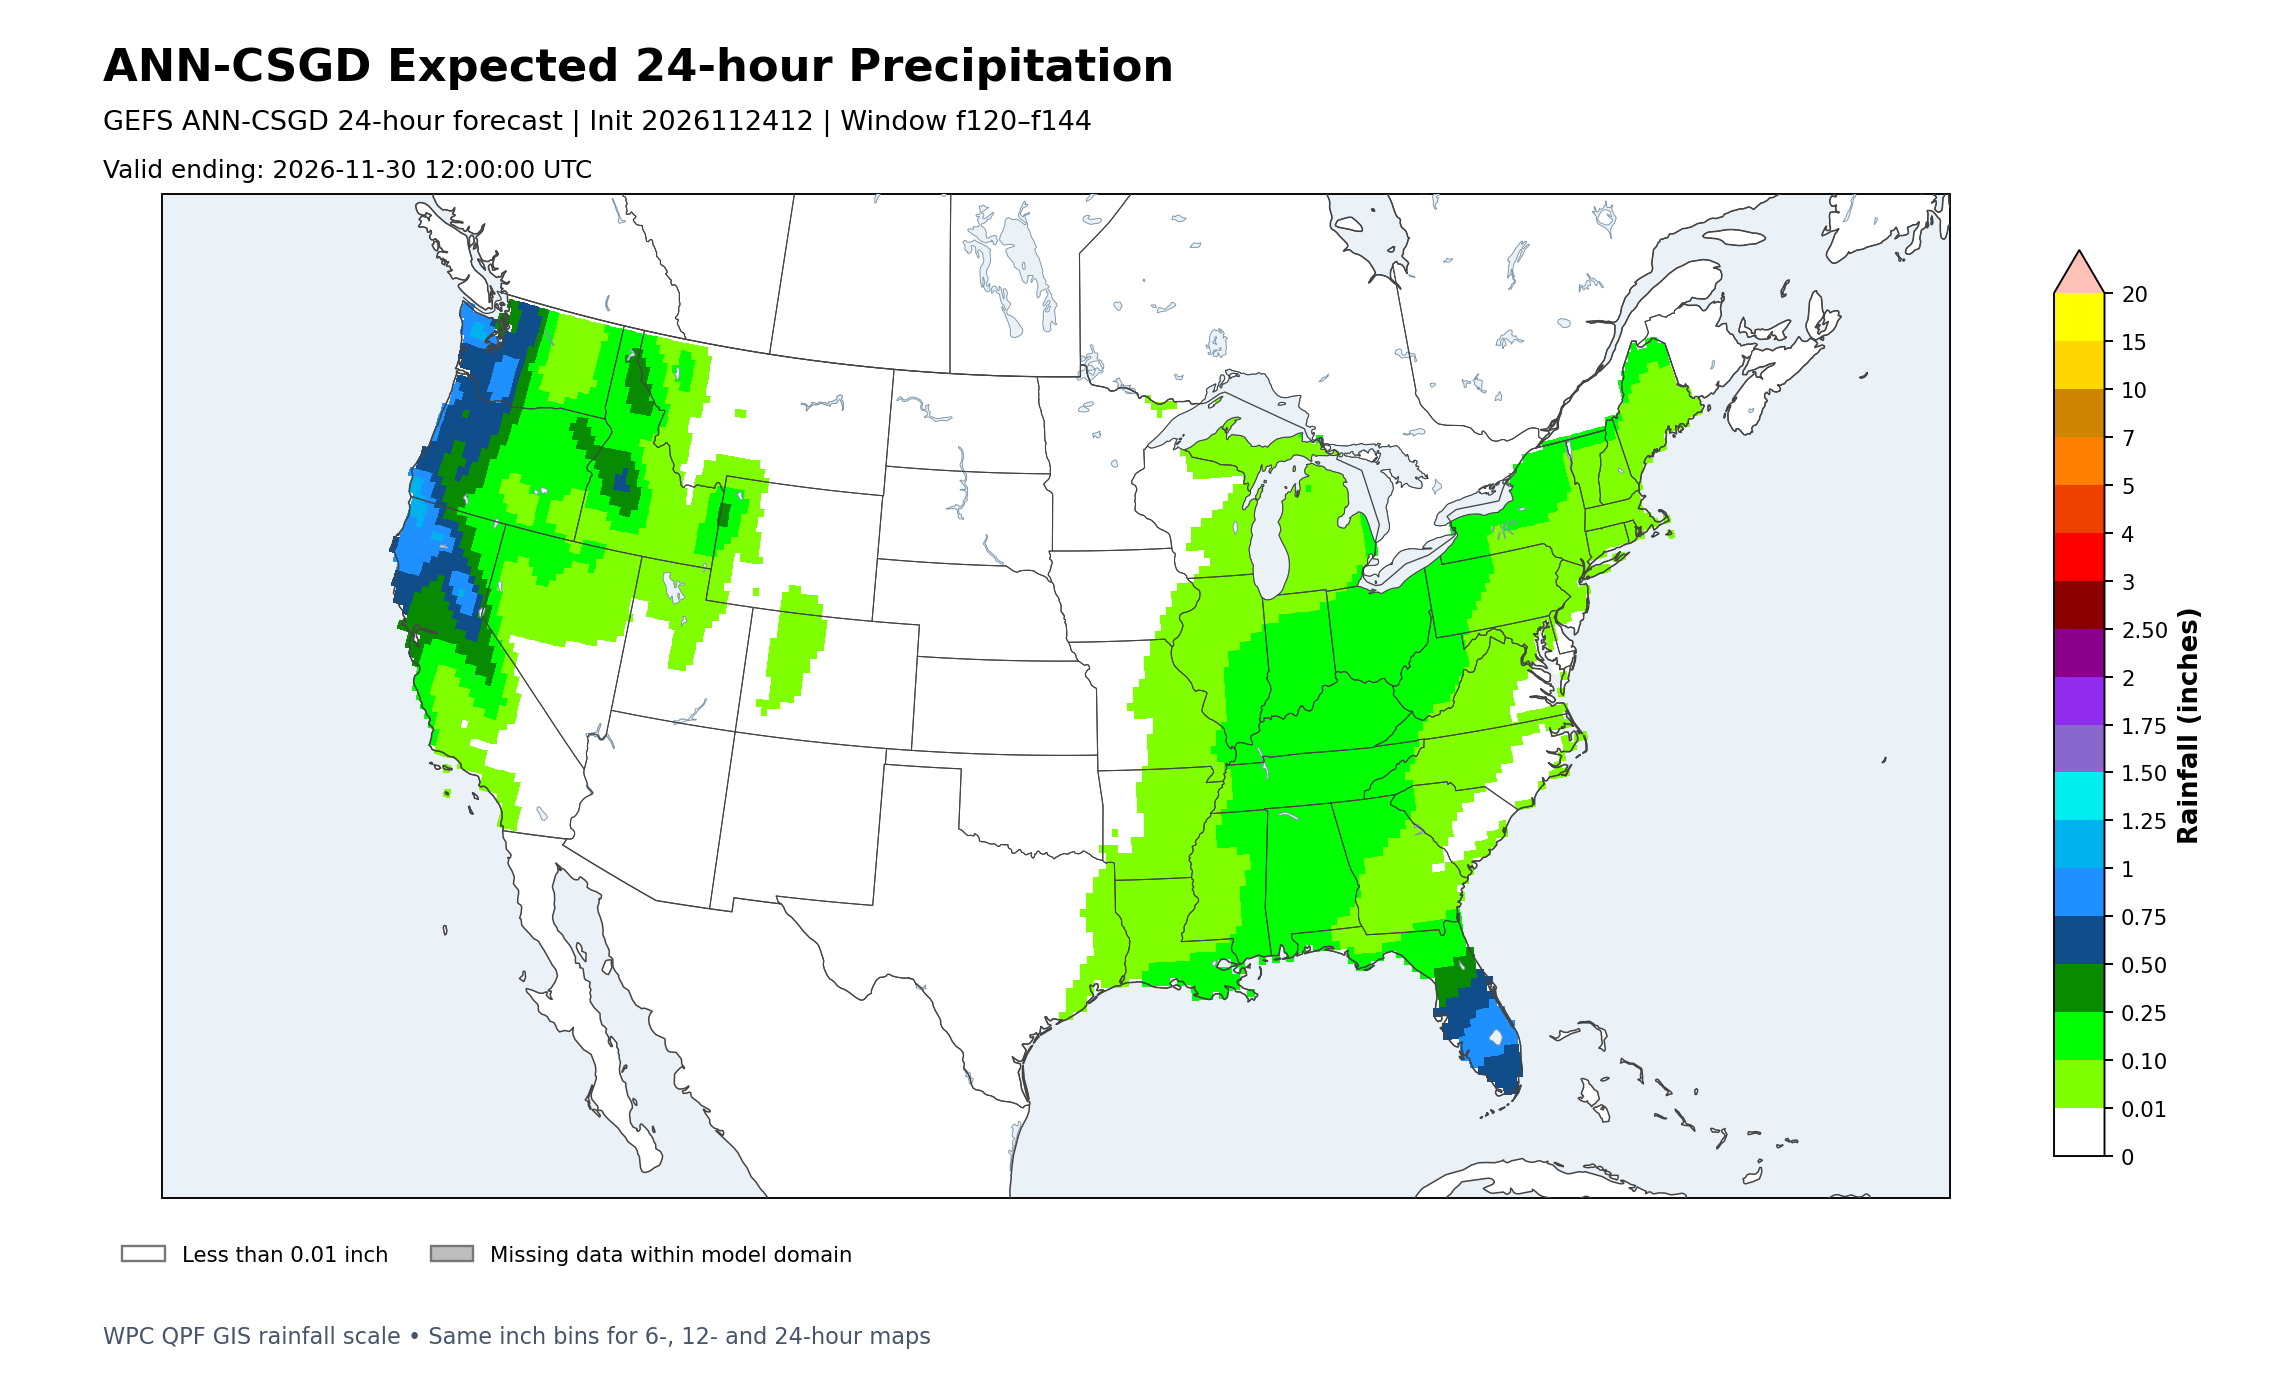 ANN-CSGD Expected 24-hour Precipitation
GEFS ANN-CSGD 24-hour forecast | Init 2026112412 | Window f120–f144
Valid ending: 2026-11-30 12:00:00 UTC
20
15
10
7
5
4
3
2.50
2
1.75
1.50
1.25
1
0.75
0.50
0.25
0.10
0.01
0
Rainfall (inches)
Less than 0.01 inch
Missing data within model domain
WPC QPF GIS rainfall scale • Same inch bins for 6-, 12- and 24-hour maps